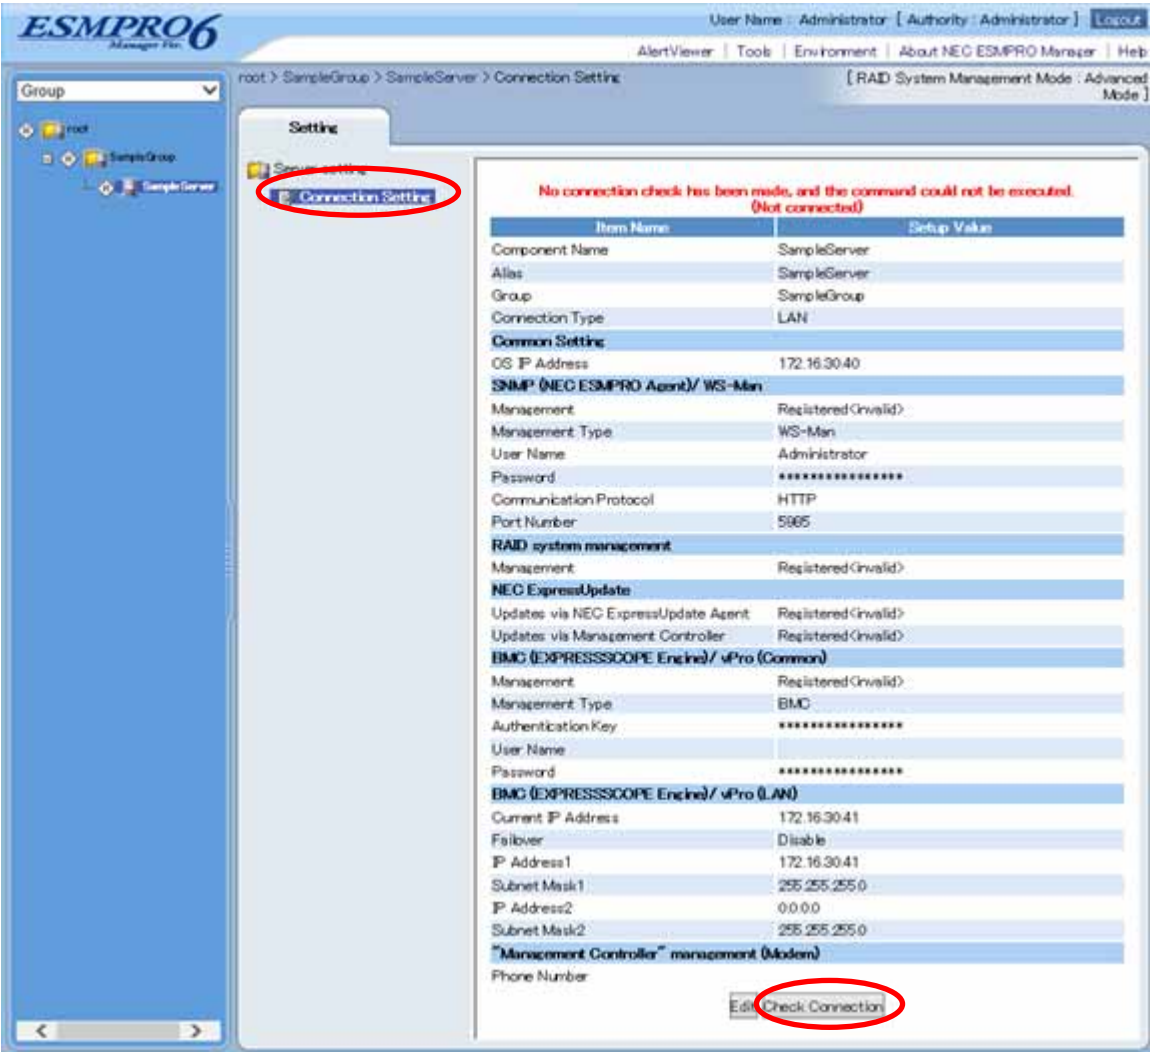 ESMPRO6
Manager Ver.
User Name : Administrator [ Authority : Administrator ] Logout
AlertViewer | Tools | Environment | About NEC ESMPRO Manager | Help
Group
root > SampleGroup > SampleServer > Connection Setting
[ RAID System Management Mode : Advanced
Mode ]
root
SampleGroup
SampleServer
Setting
Server setting
Connection Setting
No connection check has been made, and the command could not be executed.
(Not connected)
Item Name Setup Value
Component Name SampleServer
Alias SampleServer
Group SampleGroup
Connection Type LAN
Common Setting
OS IP Address 172.16.30.40
SNMP (NEC ESMPRO Agent)/ WS-Man
Management Registered<invalid>
Management Type WS-Man
User Name Administrator
Password ****************
Communication Protocol HTTP
Port Number 5985
RAID system management
Management Registered<invalid>
NEC ExpressUpdate
Updates via NEC ExpressUpdate Agent Registered<invalid>
Updates via Management Controller Registered<invalid>
BMC (EXPRESSSCOPE Engine)/ vPro (Common)
Management Registered<invalid>
Management Type BMC
Authentication Key ****************
User Name
Password ****************
BMC (EXPRESSSCOPE Engine)/ vPro (LAN)
Current IP Address 172.16.30.41
Failover Disable
IP Address1 172.16.30.41
Subnet Mask1 255.255.255.0
IP Address2 0.0.0.0
Subnet Mask2 255.255.255.0
"Management Controller" management (Modem)
Phone Number
Edit Check Connection